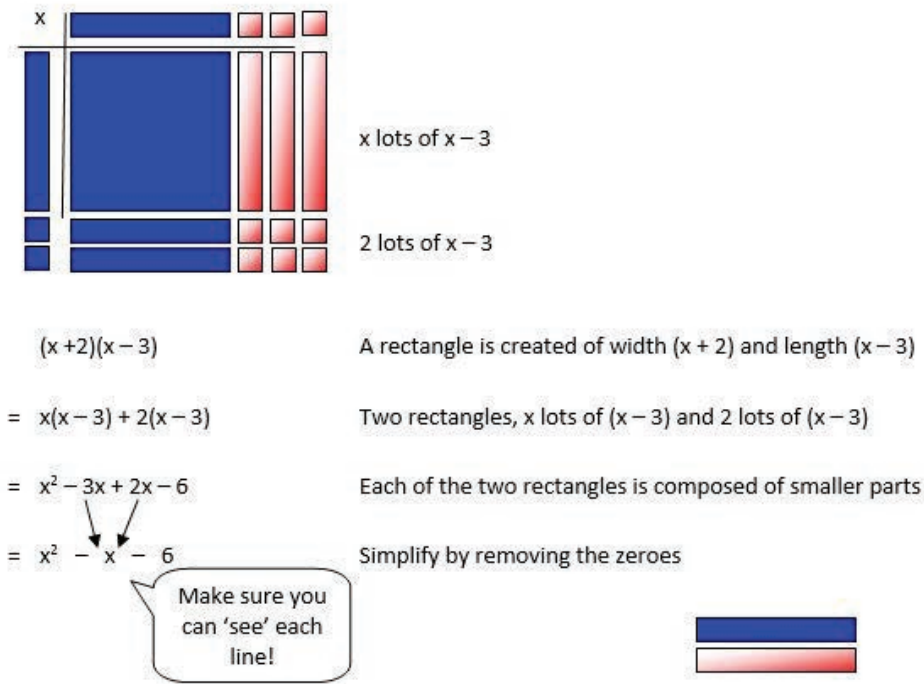 x
x lots of x – 3
2 lots of x – 3
(x +2)(x – 3)
A rectangle is created of width (x + 2) and length (x – 3)
= x(x – 3) + 2(x – 3)
Two rectangles, x lots of (x – 3) and 2 lots of (x – 3)
= x² – 3x + 2x – 6
Each of the two rectangles is composed of smaller parts
= x² – x – 6
Simplify by removing the zeroes
Make sure you
can ‘see’ each
line!